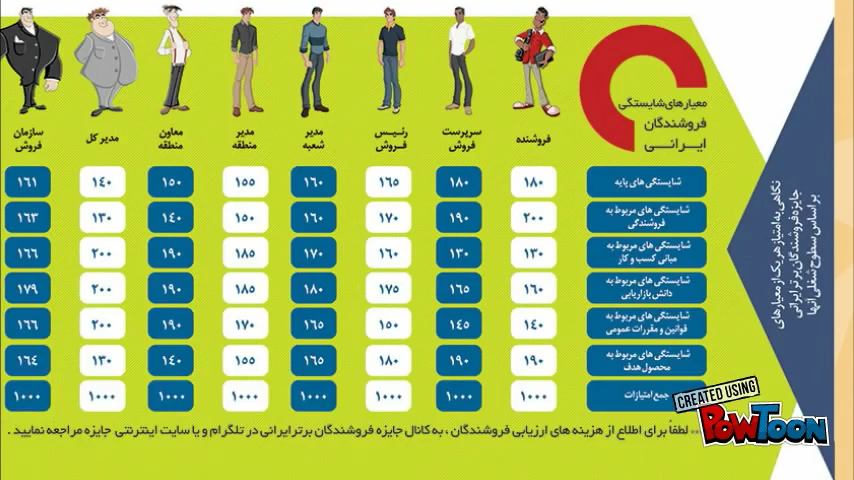 معیارهای شایستگی
فروشندگان
ایرانی
فروشنده
سرپرست
فروش
رئیس
فروش
مدیر
شعبه
مدیر
منطقه
معاون
منطقه
مدیر کل
سازمان
فروش
شایستگی های پایه ۱۸۰ ۱۸۰ ۱۶۵ ۱۶۰ ۱۵۵ ۱۵۰ ۱۴۰ ۱۶۱
شایستگی های مربوط به
فروشندگی ۲۰۰ ۱۹۰ ۱۷۰ ۱۶۰ ۱۵۰ ۱۴۰ ۱۳۰ ۱۶۳
شایستگی های مربوط به
مبانی کسب و کار ۱۳۰ ۱۳۰ ۱۶۰ ۱۷۰ ۱۸۵ ۱۹۰ ۲۰۰ ۱۶۶
شایستگی های مربوط به
دانش بازاریابی ۱۶۰ ۱۶۵ ۱۷۵ ۱۸۰ ۱۸۵ ۱۹۰ ۲۰۰ ۱۷۹
شایستگی های مربوط به
قوانین و مقررات عمومی ۱۴۰ ۱۴۵ ۱۵۰ ۱۶۵ ۱۷۰ ۱۹۰ ۲۰۰ ۱۶۶
شایستگی های مربوط به
محصول هدف ۱۹۰ ۱۹۰ ۱۸۰ ۱۶۵ ۱۵۵ ۱۴۰ ۱۳۰ ۱۶۴
جمع امتیازات ۱۰۰۰ ۱۰۰۰ ۱۰۰۰ ۱۰۰۰ ۱۰۰۰ ۱۰۰۰ ۱۰۰۰ ۱۰۰۰
لطفاً برای اطلاع از هزینه های ارزیابی فروشندگان ، به کانال جایزه فروشندگان برتر ایرانی در تلگرام و یا سایت اینترنتی جایزه مراجعه نمایید .
نگاهی به امتیاز هر یک از معیارهای
جایزه فروشندگان برتر ایرانی
بر اساس سطوح شغلی آنها
CREATED USING
POWTOON